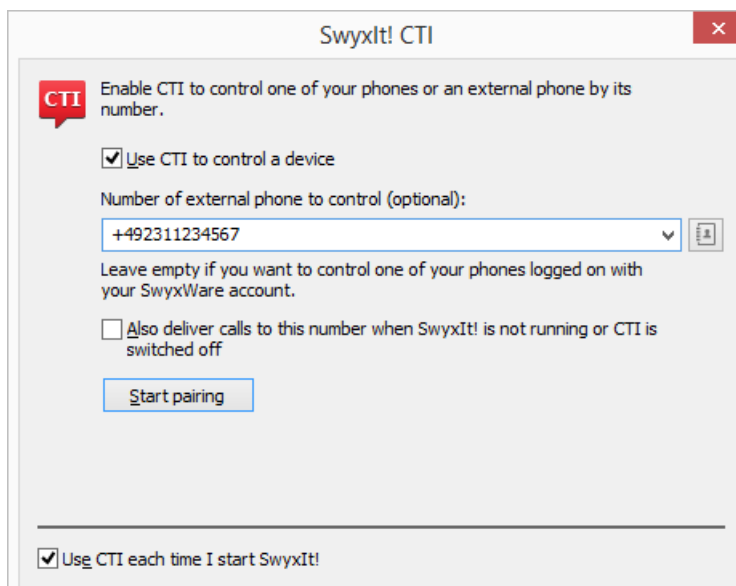 SwyxIt! CTI
CTI
Enable CTI to control one of your phones or an external phone by its
number.
Use CTI to control a device
Number of external phone to control (optional):
+492311234567
Leave empty if you want to control one of your phones logged on with
your SwyxWare account.
Also deliver calls to this number when SwyxIt! is not running or CTI is
switched off
Start pairing
Use CTI each time I start SwyxIt!